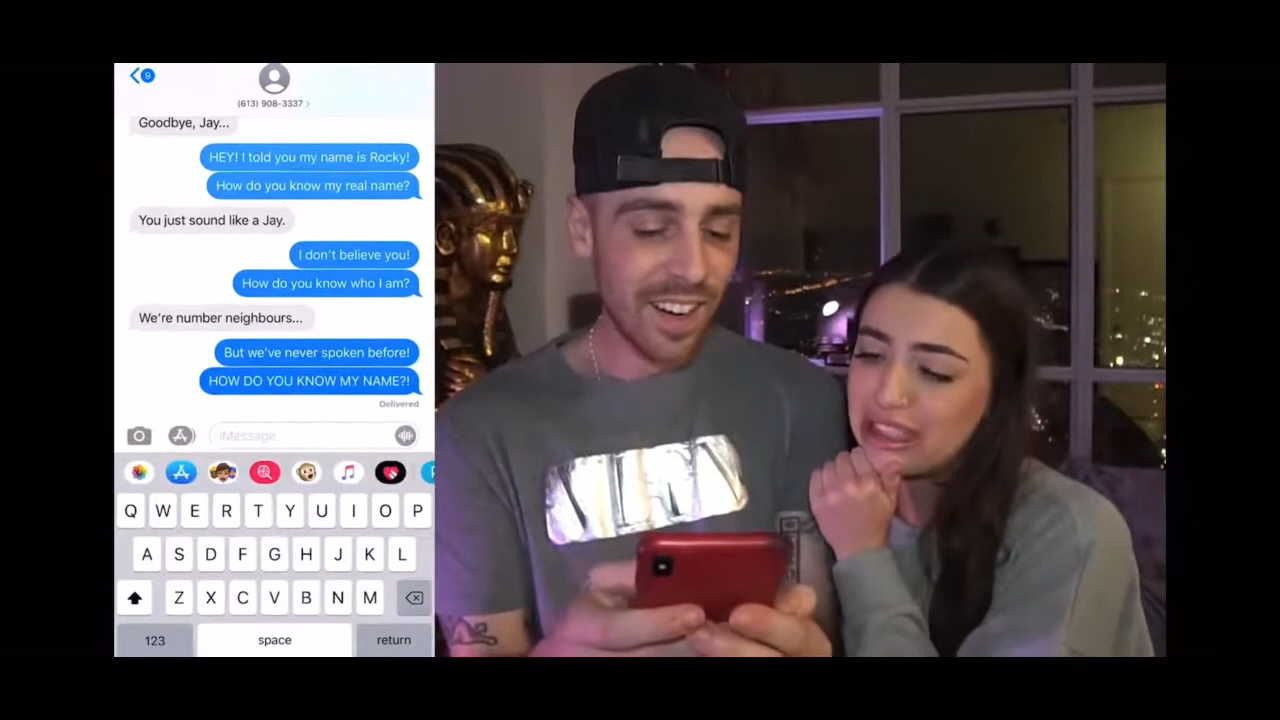 9
(613) 908-3337 >
Goodbye, Jay...
HEY! I told you my name is Rocky!
How do you know my real name?
You just sound like a Jay.
I don't believe you!
How do you know who I am?
We're number neighbours...
But we've never spoken before!
HOW DO YOU KNOW MY NAME?!
Delivered
iMessage
Q W E R T Y U I O P
A S D F G H J K L
Z X C V B N M
123 space return